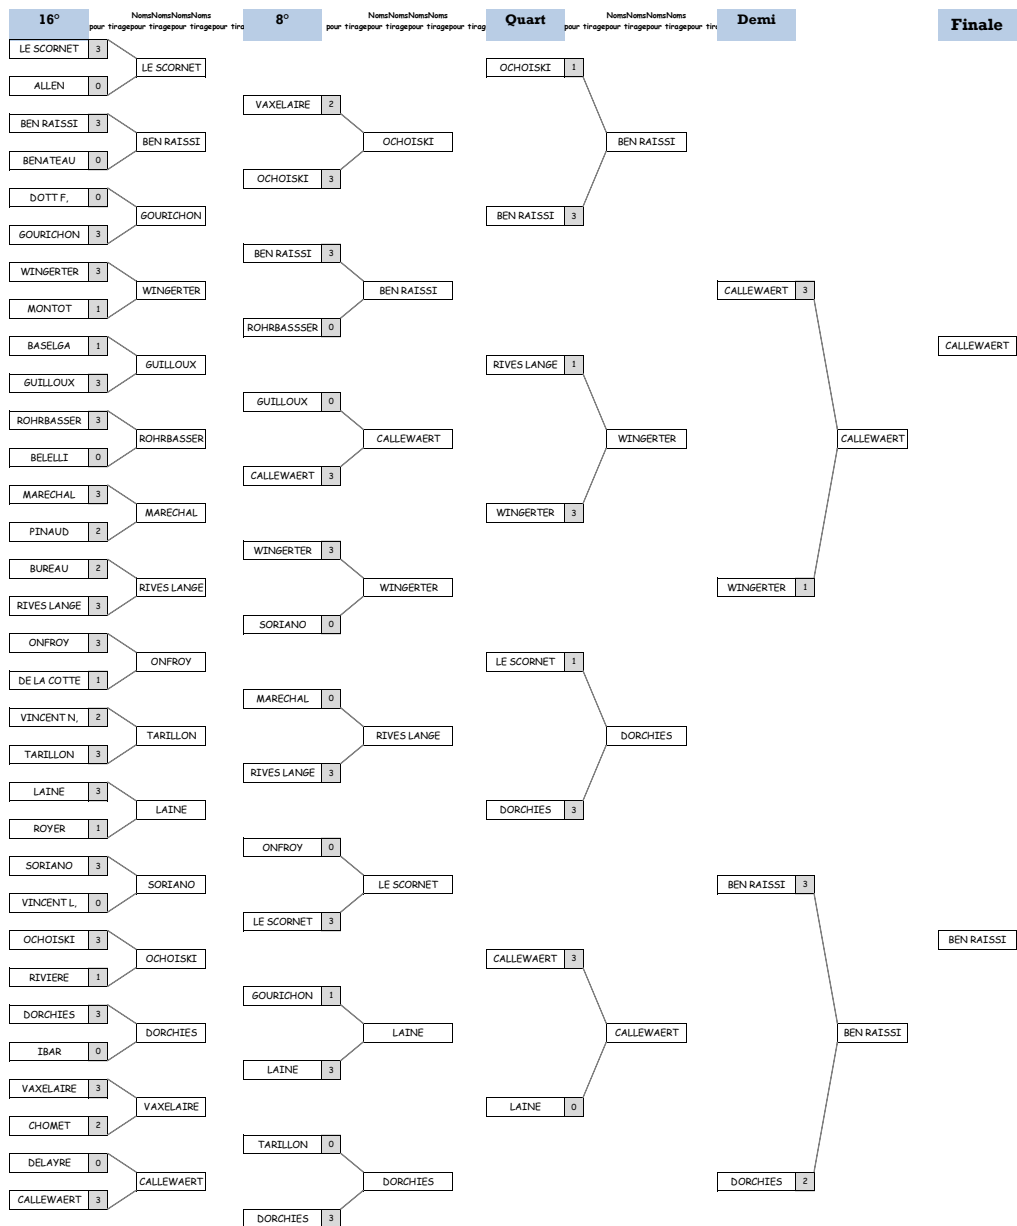 16°
NomsNomsNomsNoms
pour tiragepour tiragepour tiragepour tira
8°
NomsNomsNomsNoms
pour tiragepour tiragepour tiragepour tirag
Quart
NomsNomsNomsNoms
pour tiragepour tiragepour tiragepour tirag
Demi
Finale
LE SCORNET 3
ALLEN 0
LE SCORNET
BEN RAISSI 3
BENATEAU 0
BEN RAISSI
DOTT F, 0
GOURICHON 3
GOURICHON
WINGERTER 3
MONTOT 1
WINGERTER
BASELGA 1
GUILLOUX 3
GUILLOUX
ROHRBASSER 3
BELELLI 0
ROHRBASSER
MARECHAL 3
PINAUD 2
MARECHAL
BUREAU 2
RIVES LANGE 3
RIVES LANGE
ONFROY 3
DE LA COTTE 1
ONFROY
VINCENT N, 2
TARILLON 3
TARILLON
LAINE 3
ROYER 1
LAINE
SORIANO 3
VINCENT L, 0
SORIANO
OCHOISKI 3
RIVIERE 1
OCHOISKI
DORCHIES 3
IBAR 0
DORCHIES
VAXELAIRE 3
CHOMET 2
VAXELAIRE
DELAYRE 0
CALLEWAERT 3
CALLEWAERT
VAXELAIRE 2
OCHOISKI 3
OCHOISKI
BEN RAISSI 3
ROHRBASSSER 0
BEN RAISSI
GUILLOUX 0
CALLEWAERT 3
CALLEWAERT
WINGERTER 3
SORIANO 0
WINGERTER
MARECHAL 0
RIVES LANGE 3
RIVES LANGE
ONFROY 0
LE SCORNET 3
LE SCORNET
GOURICHON 1
LAINE 3
LAINE
TARILLON 0
DORCHIES 3
DORCHIES
OCHOISKI 1
BEN RAISSI 3
BEN RAISSI
RIVES LANGE 1
WINGERTER 3
WINGERTER
LE SCORNET 1
DORCHIES 3
DORCHIES
CALLEWAERT 3
LAINE 0
CALLEWAERT
CALLEWAERT 3
WINGERTER 1
CALLEWAERT
BEN RAISSI 3
DORCHIES 2
BEN RAISSI
CALLEWAERT
BEN RAISSI